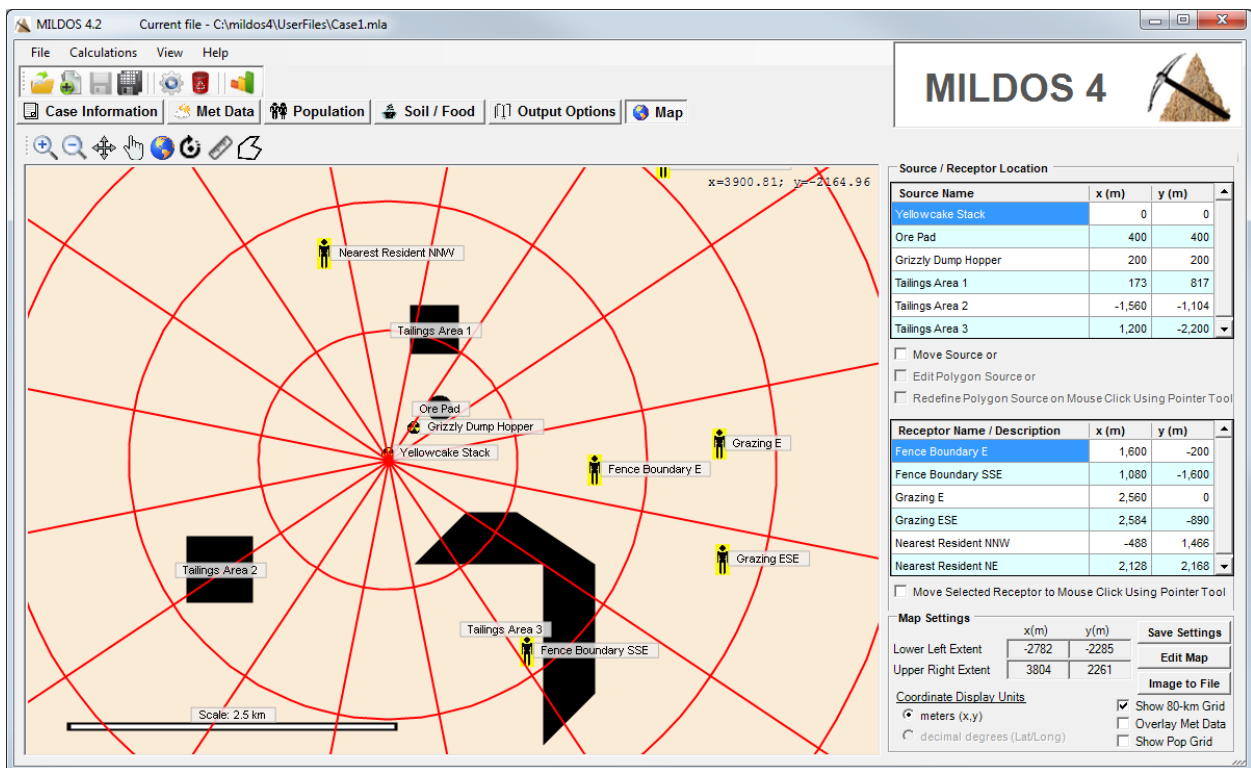 MILDOS 4.2 Current file - C:\mildos4\UserFiles\Case1.mla
File Calculations View Help
MILDOS 4
Case Information Met Data Population Soil / Food Output Options Map
x=3900.81; y=-2164.96
Nearest Resident NNW
Tailings Area 1
Ore Pad
Grizzly Dump Hopper
Yellowcake Stack
Grazing E
Fence Boundary E
Grazing ESE
Tailings Area 2
Tailings Area 3
Fence Boundary SSE
Scale: 2.5 km
Source / Receptor Location
Source Name x (m) y (m)
Yellowcake Stack 0 0
Ore Pad 400 400
Grizzly Dump Hopper 200 200
Tailings Area 1 173 817
Tailings Area 2 -1,560 -1,104
Tailings Area 3 1,200 -2,200
Move Source or
Edit Polygon Source or
Redefine Polygon Source on Mouse Click Using Pointer Tool
Receptor Name / Description x (m) y (m)
Fence Boundary E 1,600 -200
Fence Boundary SSE 1,080 -1,600
Grazing E 2,560 0
Grazing ESE 2,584 -890
Nearest Resident NNW -488 1,466
Nearest Resident NE 2,128 2,168
Move Selected Receptor to Mouse Click Using Pointer Tool
Map Settings
x(m) y(m)
Lower Left Extent -2782 -2285
Upper Right Extent 3804 2261
Save Settings
Edit Map
Image to File
Coordinate Display Units
meters (x,y)
decimal degrees (Lat/Long)
Show 80-km Grid
Overlay Met Data
Show Pop Grid